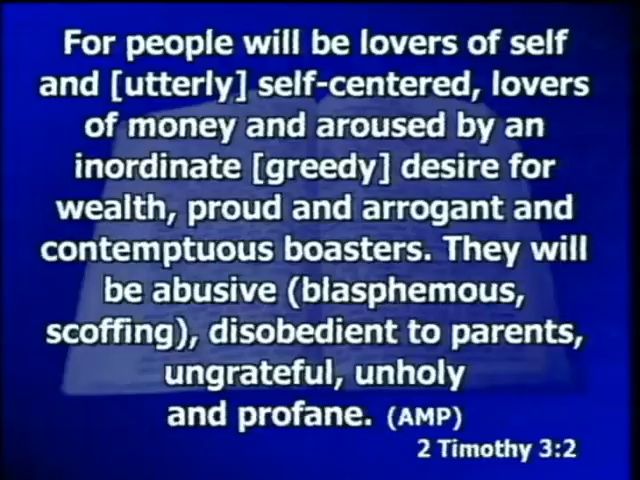 For people will be lovers of self
and [utterly] self-centered, lovers
of money and aroused by an
inordinate [greedy] desire for
wealth, proud and arrogant and
contemptuous boasters. They will
be abusive (blasphemous,
scoffing), disobedient to parents,
ungrateful, unholy
and profane. (AMP)
2 Timothy 3:2